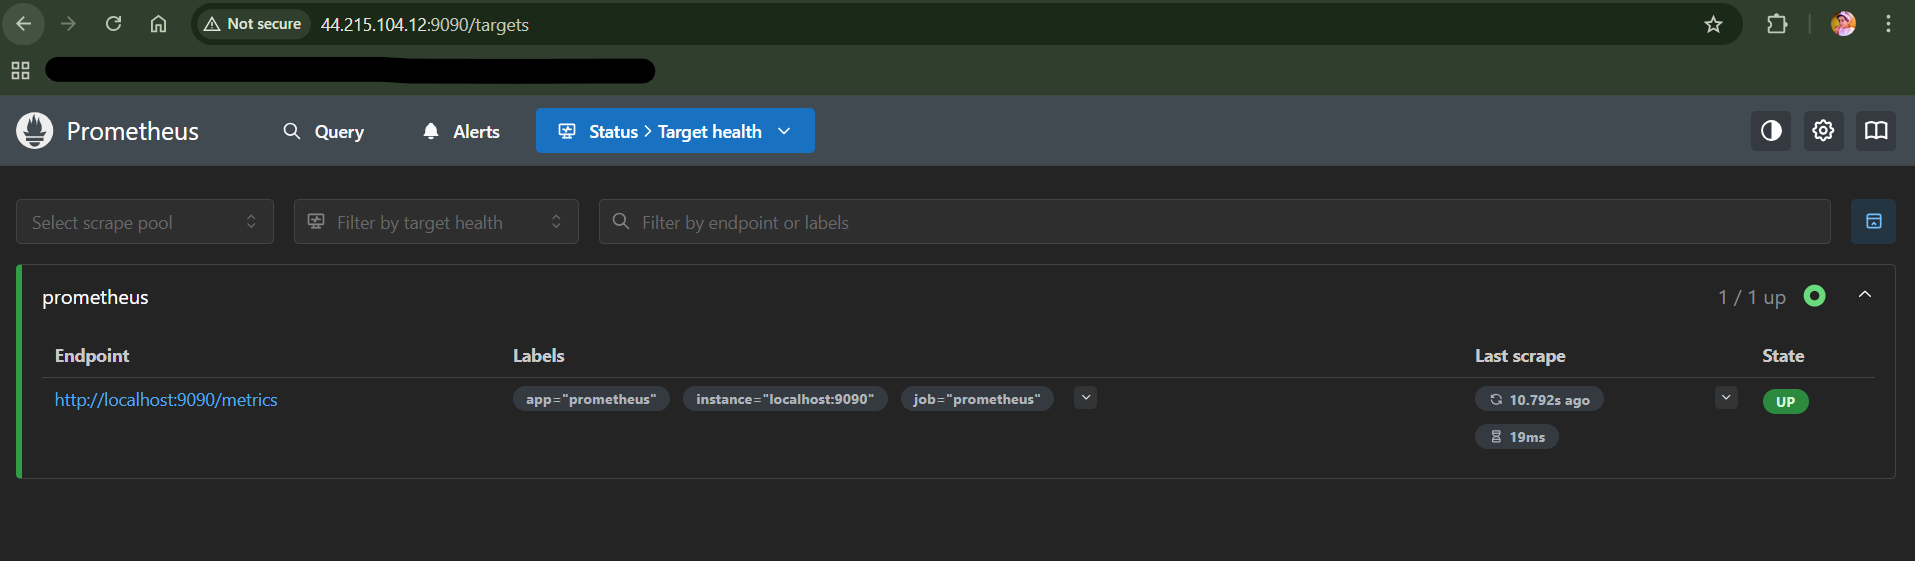 Not secure 44.215.104.12:9090/targets
Prometheus Query Alerts Status > Target health
Select scrape pool Filter by target health Filter by endpoint or labels
prometheus 1 / 1 up
Endpoint Labels Last scrape State
http://localhost:9090/metrics app="prometheus" instance="localhost:9090" job="prometheus" 10.792s ago UP
19ms